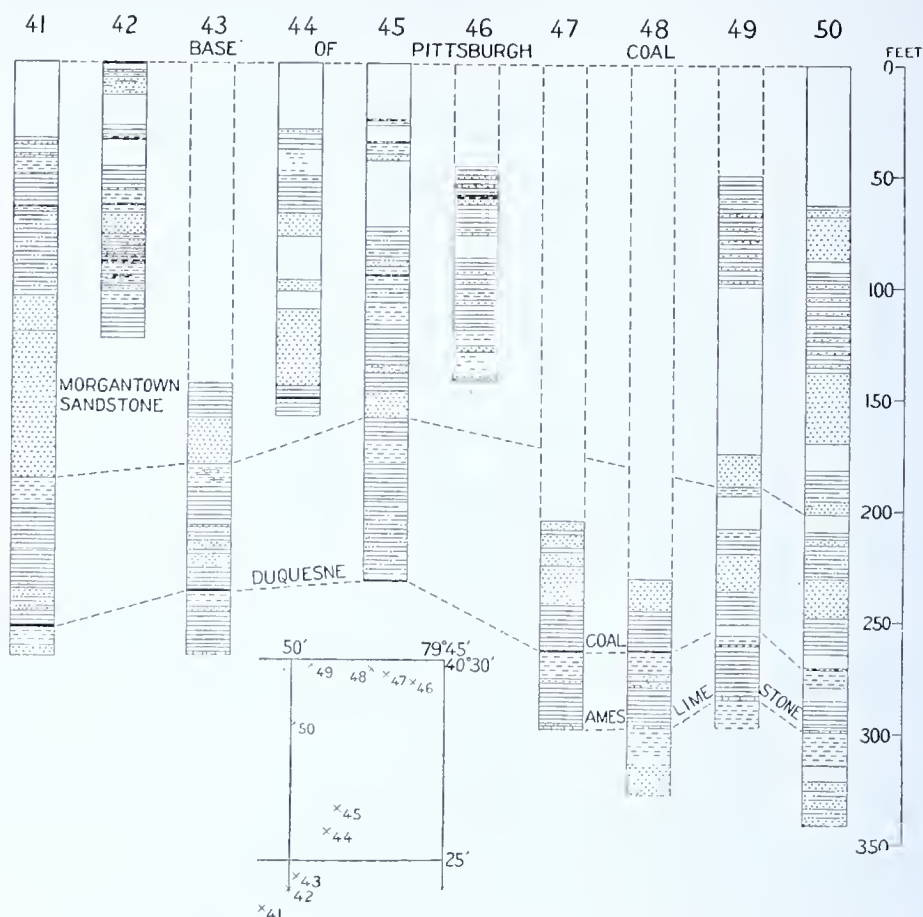 41 42 43 44 45 46 47 48 49 50
BASE OF PITTSBURGH COAL
FEET
0
50
100
MORGANTOWN
SANDSTONE
150
200
DUQUESNE
COAL
250
AMES LIME STONE
300
350
50' 79°45'
40°30'
49 48 47 46
50
45
44
25'
43
42
41